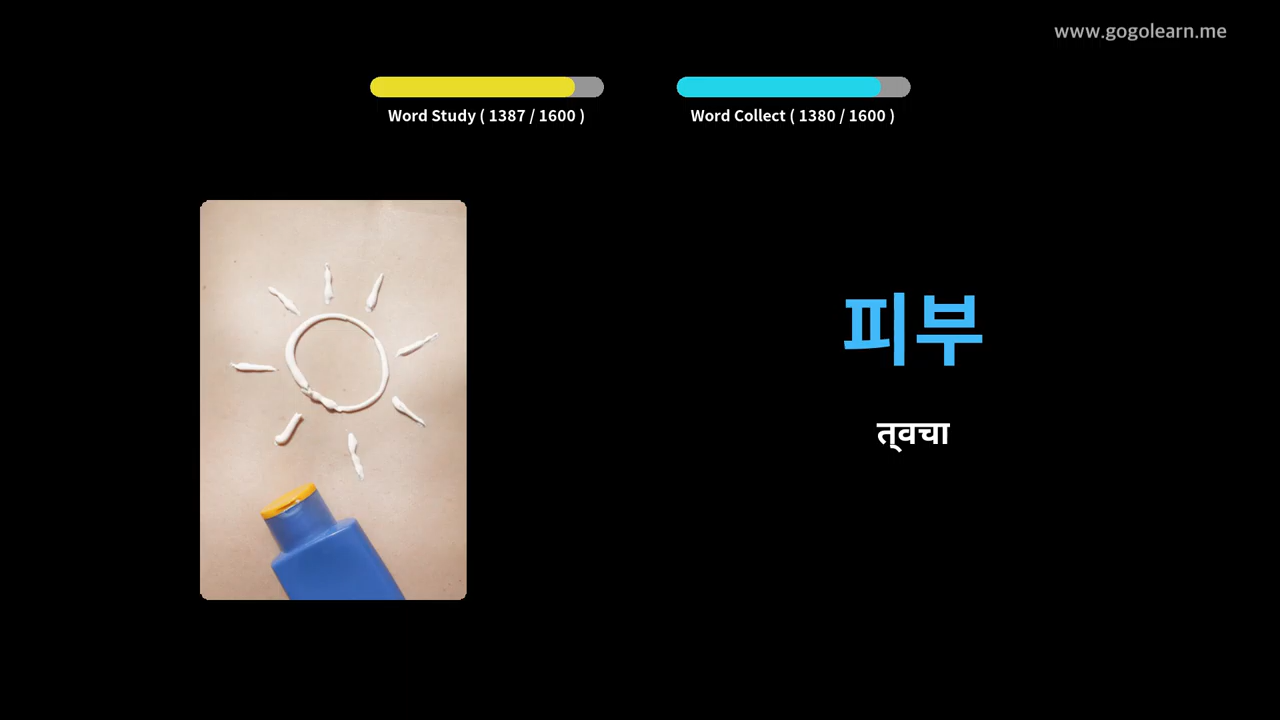 www.gogolearn.me
Word Study ( 1387 / 1600 )
Word Collect ( 1380 / 1600 )
피부
त्वचा